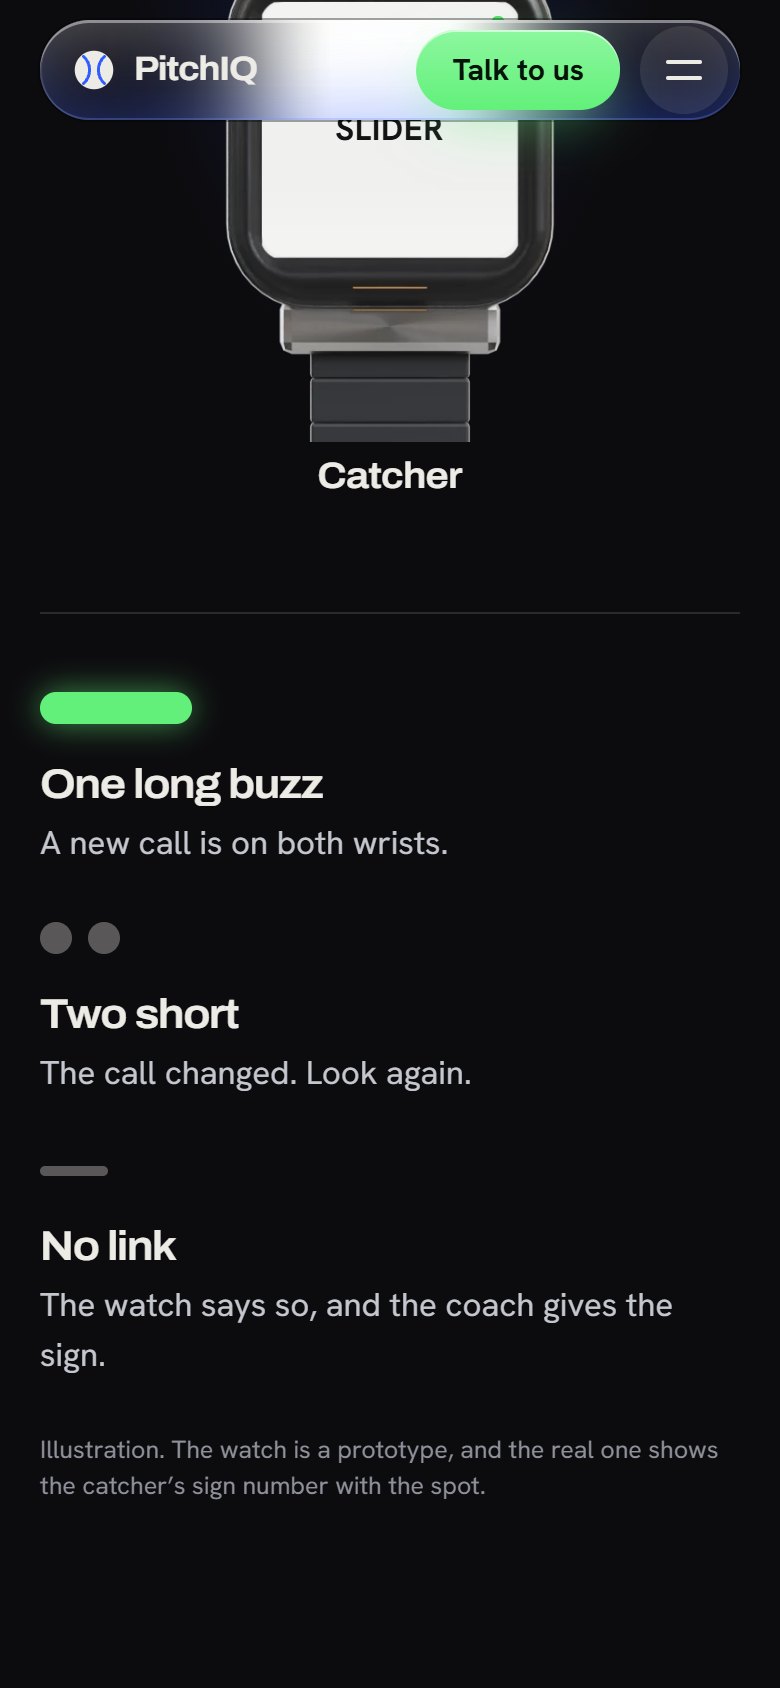 PitchIQ
Talk to us
SLIDER
Catcher
One long buzz
A new call is on both wrists.
Two short
The call changed. Look again.
No link
The watch says so, and the coach gives the
sign.
Illustration. The watch is a prototype, and the real one shows
the catcher’s sign number with the spot.